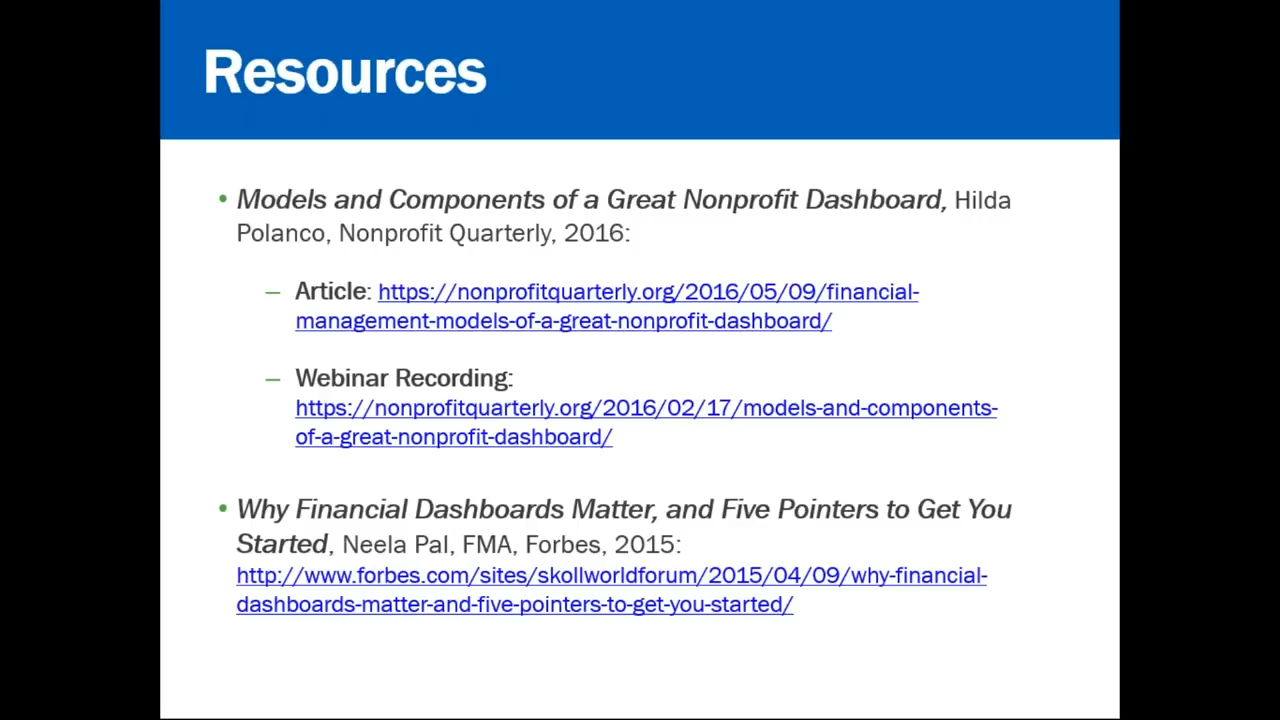 Resources
• Models and Components of a Great Nonprofit Dashboard, Hilda
Polanco, Nonprofit Quarterly, 2016:
– Article: https://nonprofitquarterly.org/2016/05/09/financial-
management-models-of-a-great-nonprofit-dashboard/
– Webinar Recording:
https://nonprofitquarterly.org/2016/02/17/models-and-components-
of-a-great-nonprofit-dashboard/
• Why Financial Dashboards Matter, and Five Pointers to Get You
Started, Neela Pal, FMA, Forbes, 2015:
http://www.forbes.com/sites/skollworldforum/2015/04/09/why-financial-
dashboards-matter-and-five-pointers-to-get-you-started/